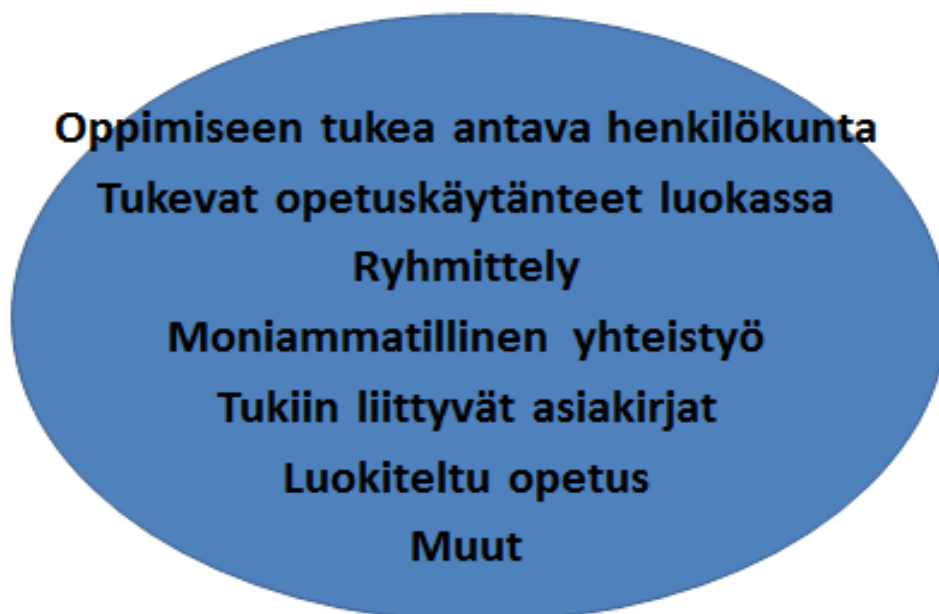 Oppimiseen tukea antava henkilökunta
Tukevat opetuskäytänteet luokassa
Ryhmittely
Moniammatillinen yhteistyö
Tukiin liittyvät asiakirjat
Luokiteltu opetus
Muut